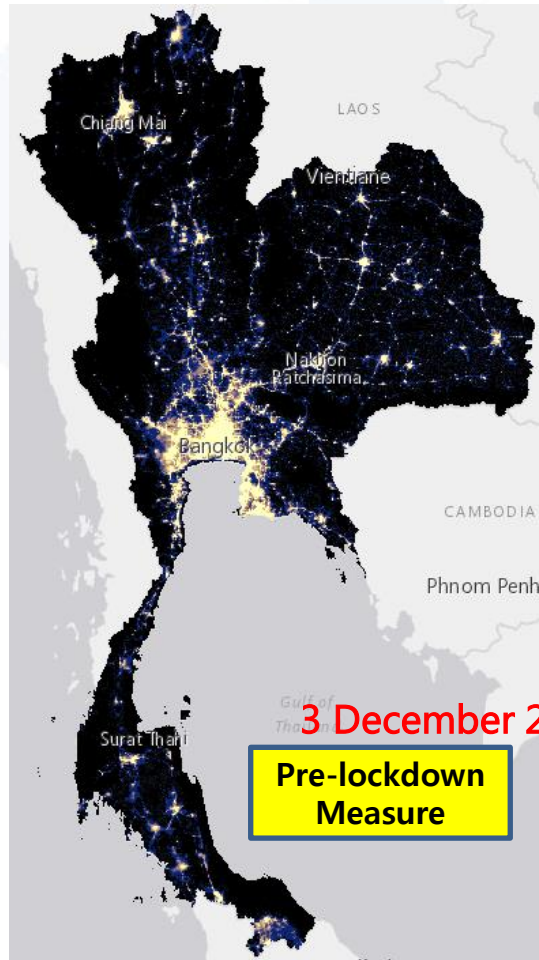 LAOS
Chiang Mai
Vientiane
Nakhon
Ratchasima
Bangkok
CAMBODIA
Phnom Penh
Gulf of
Thailand
3 December 2
Surat Thani
Pre-lockdown
Measure